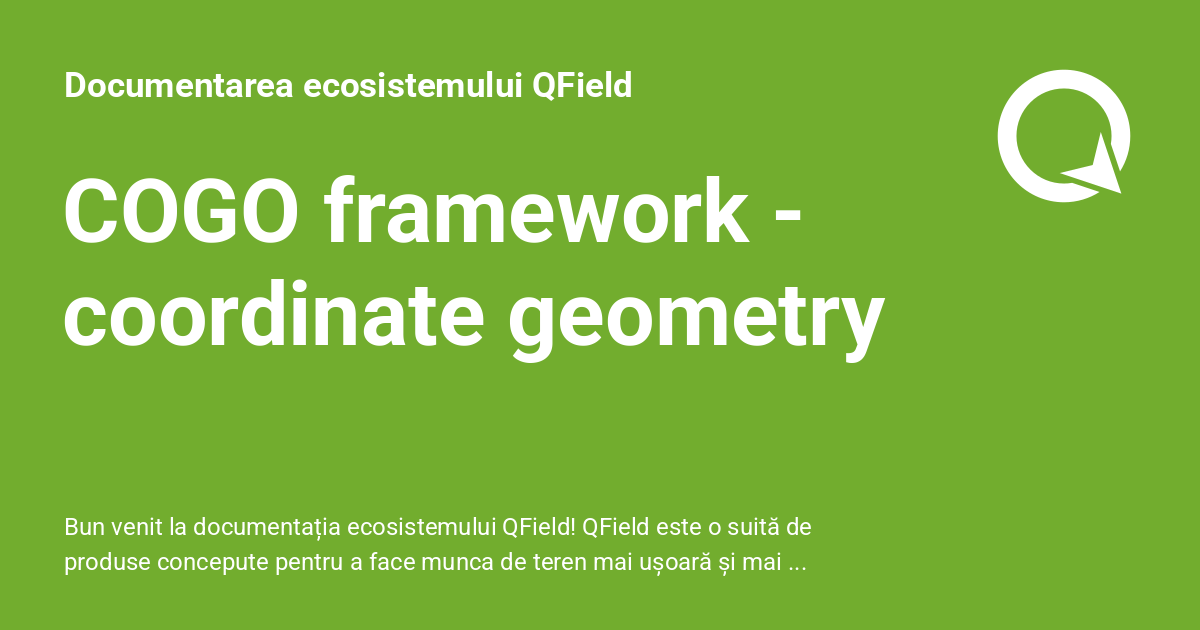 Documentarea ecosistemului QField
COGO framework -
coordinate geometry
Bun venit la documentația ecosistemului QField! QField este o suită de
produse concepute pentru a face munca de teren mai ușoară și mai ...